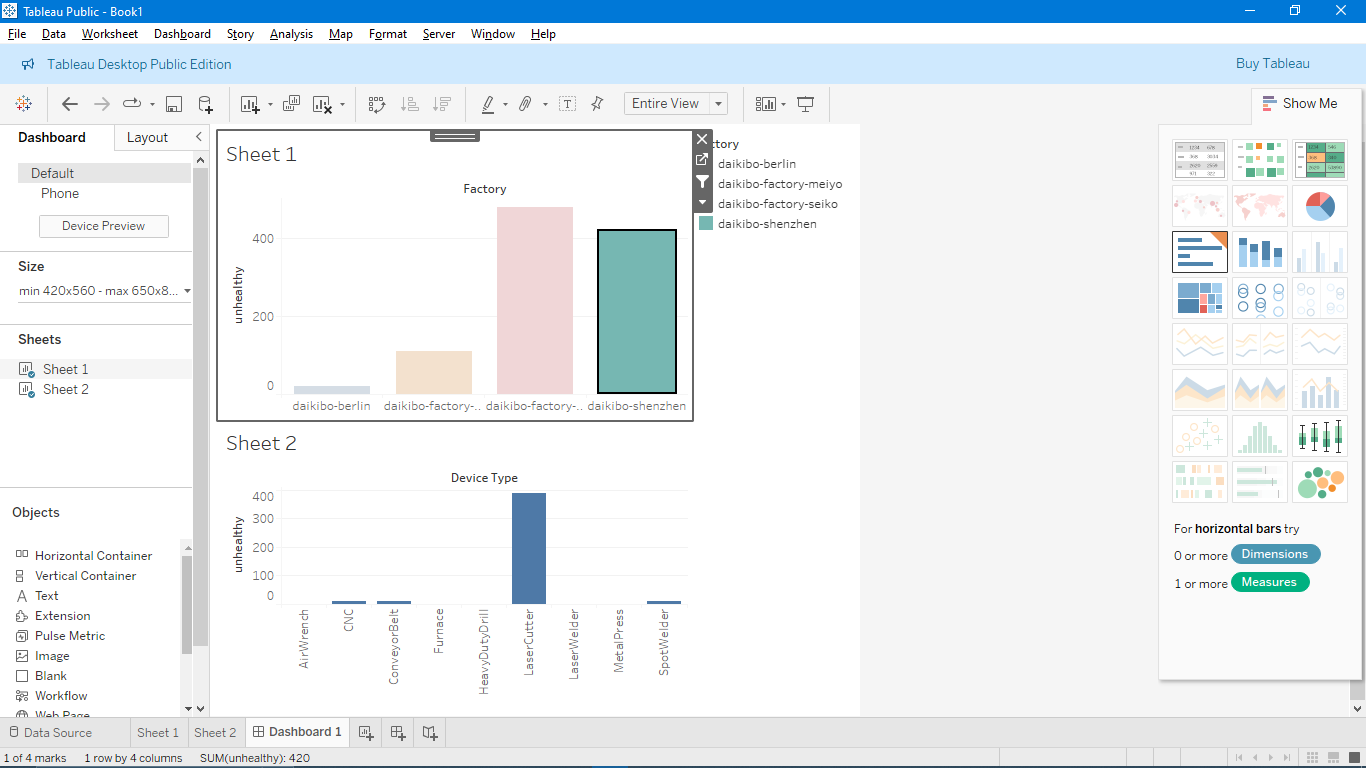 Tableau Public - Book1
File Data Worksheet Dashboard Story Analysis Map Format Server Window Help
Tableau Desktop Public Edition Buy Tableau
Entire View
Show Me
Dashboard Layout
Default
Phone
Device Preview
Size
min 420x560 - max 650x8...
Sheets
Sheet 1
Sheet 2
Objects
Horizontal Container
Vertical Container
Text
Extension
Pulse Metric
Image
Blank
Workflow
Web Page
Sheet 1
Factory
unhealthy
400
200
0
daikibo-berlin daikibo-factory-.. daikibo-factory-.. daikibo-shenzhen
ctory
daikibo-berlin
daikibo-factory-meiyo
daikibo-factory-seiko
daikibo-shenzhen
Sheet 2
Device Type
unhealthy
400
300
200
100
0
AirWrench
CNC
ConveyorBelt
Furnace
HeavyDutyDrill
LaserCutter
LaserWelder
MetalPress
SpotWelder
For horizontal bars try
0 or more Dimensions
1 or more Measures
Data Source Sheet 1 Sheet 2 Dashboard 1
1 of 4 marks 1 row by 4 columns SUM(unhealthy): 420